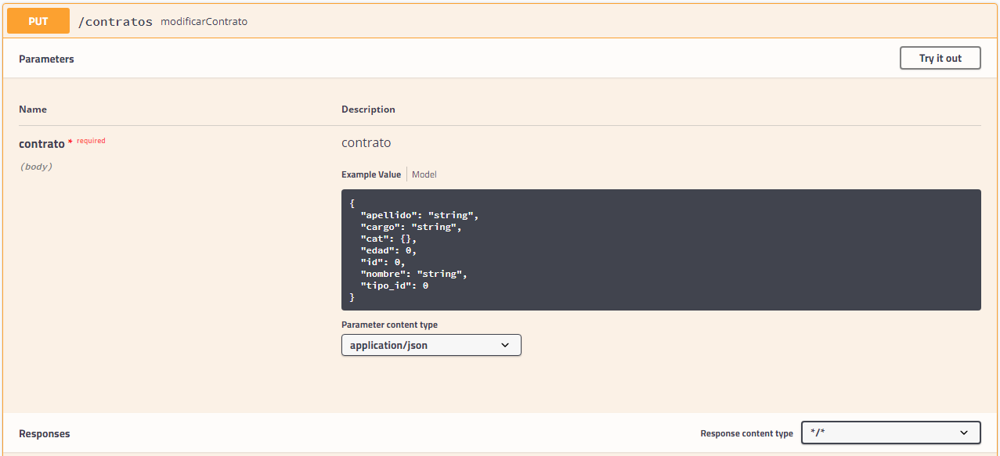 PUT /contratos modificarContrato
Parameters Try it out
Name Description
contrato * required contrato
(body)
Example Value Model
{
"apellido": "string",
"cargo": "string",
"cat": {},
"edad": 0,
"id": 0,
"nombre": "string",
"tipo_id": 0
}
Parameter content type
application/json
Responses Response content type */*